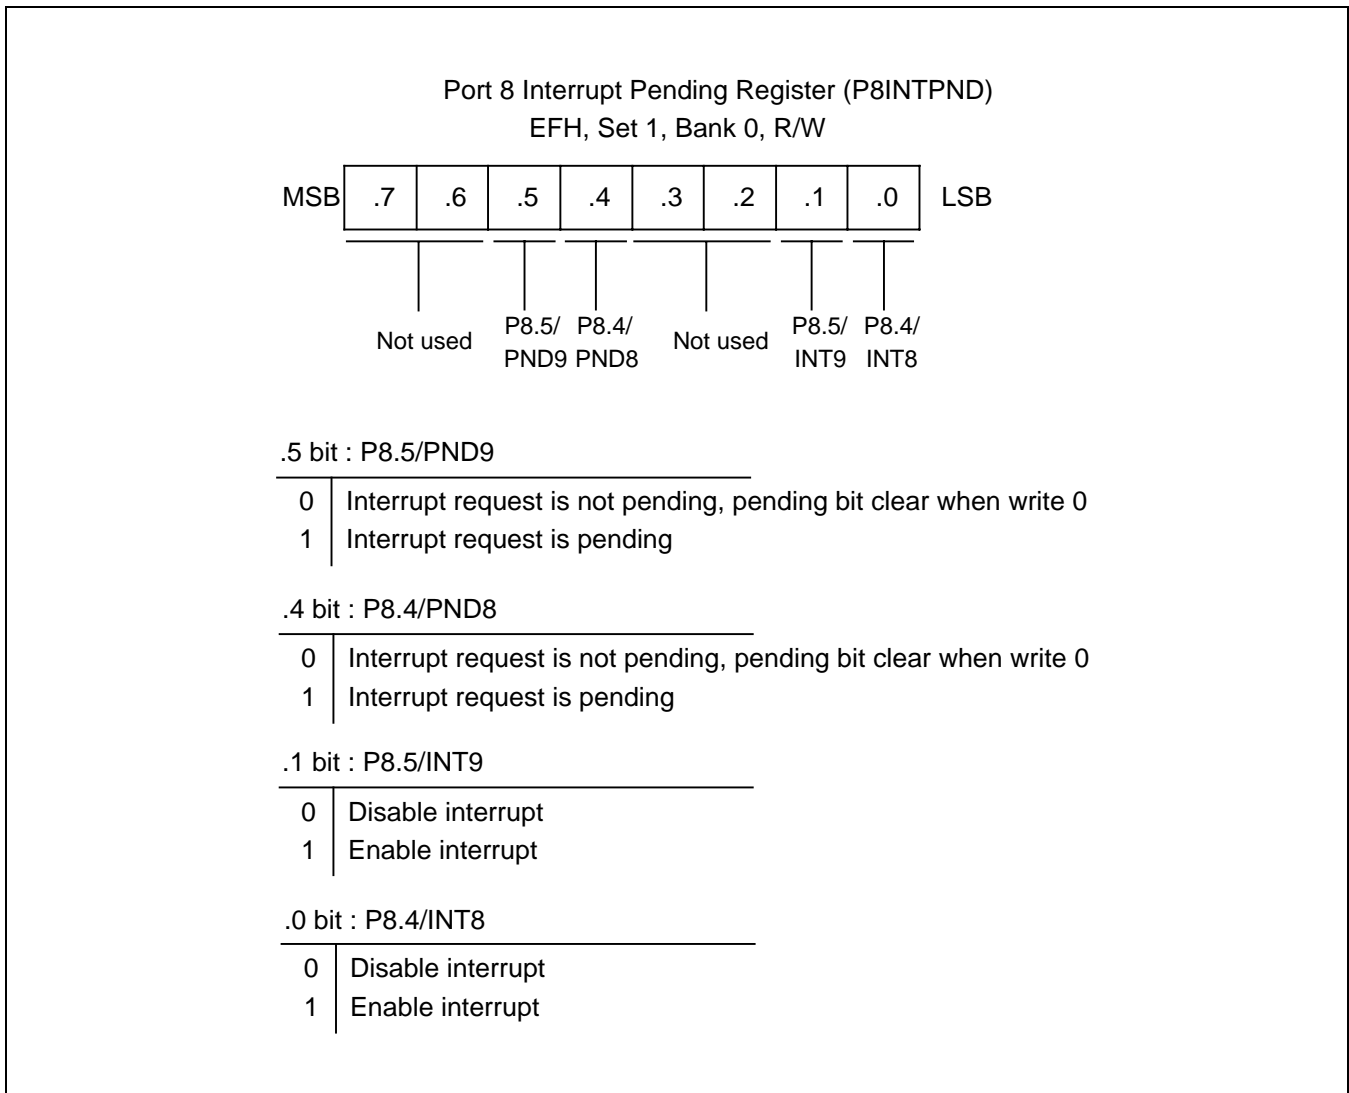 Port 8 Interrupt Pending Register (P8INTPND)
EFH, Set 1, Bank 0, R/W
MSB .7 .6 .5 .4 .3 .2 .1 .0 LSB
Not used P8.5/ P8.4/ Not used P8.5/ P8.4/
PND9 PND8 INT9 INT8
.5 bit : P8.5/PND9
0 Interrupt request is not pending, pending bit clear when write 0
1 Interrupt request is pending
.4 bit : P8.4/PND8
0 Interrupt request is not pending, pending bit clear when write 0
1 Interrupt request is pending
.1 bit : P8.5/INT9
0 Disable interrupt
1 Enable interrupt
.0 bit : P8.4/INT8
0 Disable interrupt
1 Enable interrupt